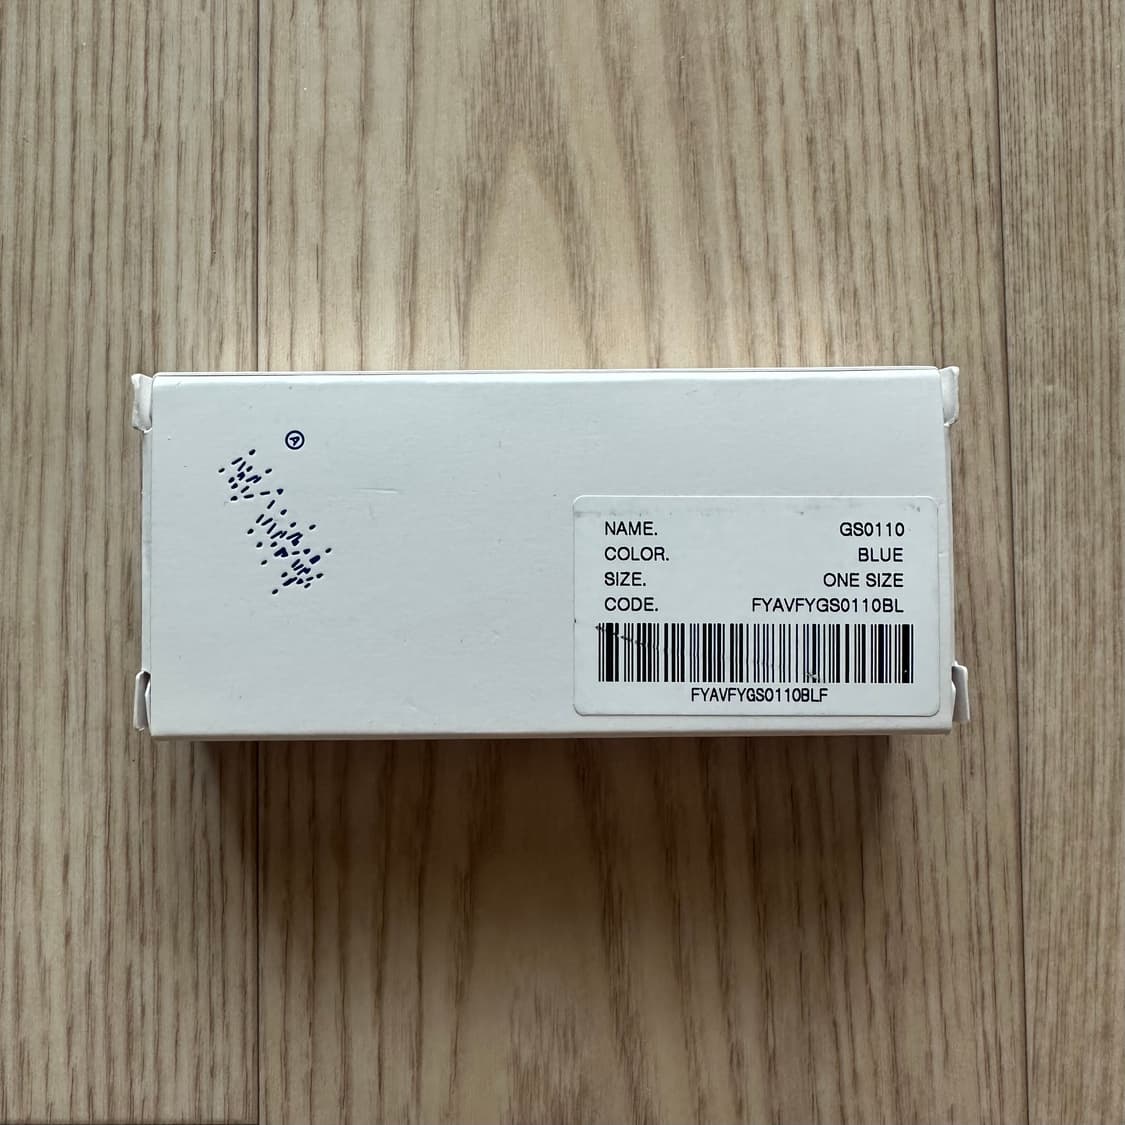 NAME. GS0110
COLOR. BLUE
SIZE. ONE SIZE
CODE. FYAVFYGS0110BL
FYAVFYGS0110BLF